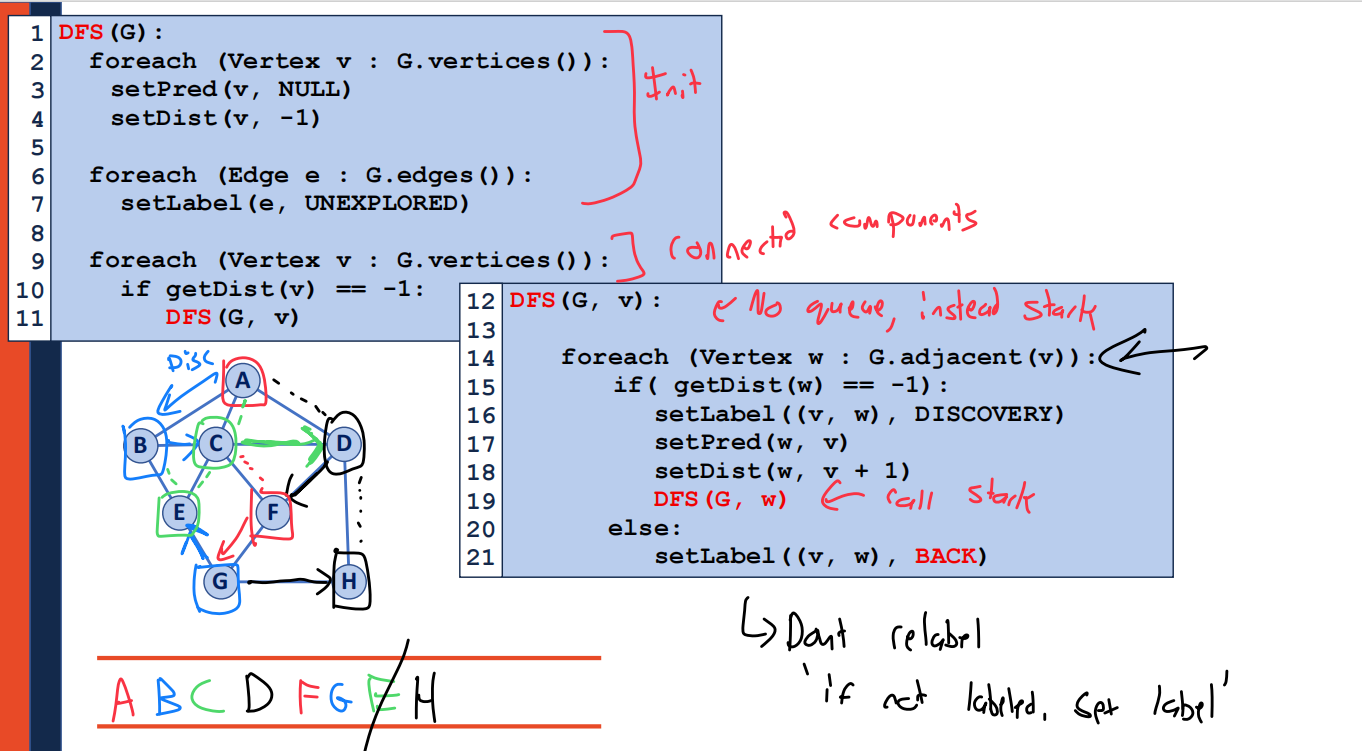 1 DFS(G):
2 foreach (Vertex v : G.vertices()):
3 setPred(v, NULL)
4 setDist(v, -1)
5
6 foreach (Edge e : G.edges()):
7 setLabel(e, UNEXPLORED)
8
9 foreach (Vertex v : G.vertices()):
10 if getDist(v) == -1:
11 DFS(G, v)
Init
Connectd components
12 DFS(G, v): ← No queue, instead stack
13
14 foreach (Vertex w : G.adjacent(v)):
15 if( getDist(w) == -1):
16 setLabel((v, w), DISCOVERY)
17 setPred(w, v)
18 setDist(w, v + 1)
19 DFS(G, w) ← call stack
20 else:
21 setLabel((v, w), BACK)
Disc
A
B C D
E F
G H
A B C D F G E H
↳ Dont relabel
'if not labeled, set label'